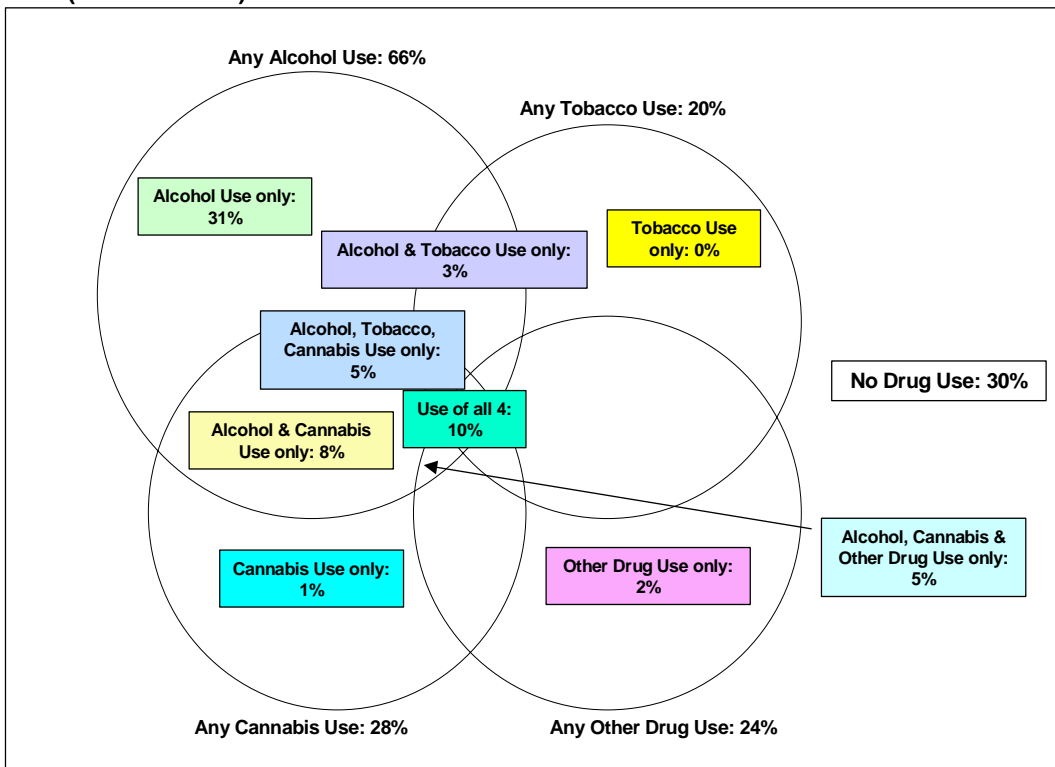 Any Alcohol Use: 66%
Any Tobacco Use: 20%
Alcohol Use only:
31%
Alcohol & Tobacco Use only:
3%
Tobacco Use
only: 0%
Alcohol, Tobacco,
Cannabis Use only:
5%
No Drug Use: 30%
Use of all 4:
10%
Alcohol & Cannabis
Use only: 8%
Alcohol, Cannabis &
Other Drug Use only:
5%
Cannabis Use only:
1%
Other Drug Use only:
2%
Any Cannabis Use: 28%
Any Other Drug Use: 24%